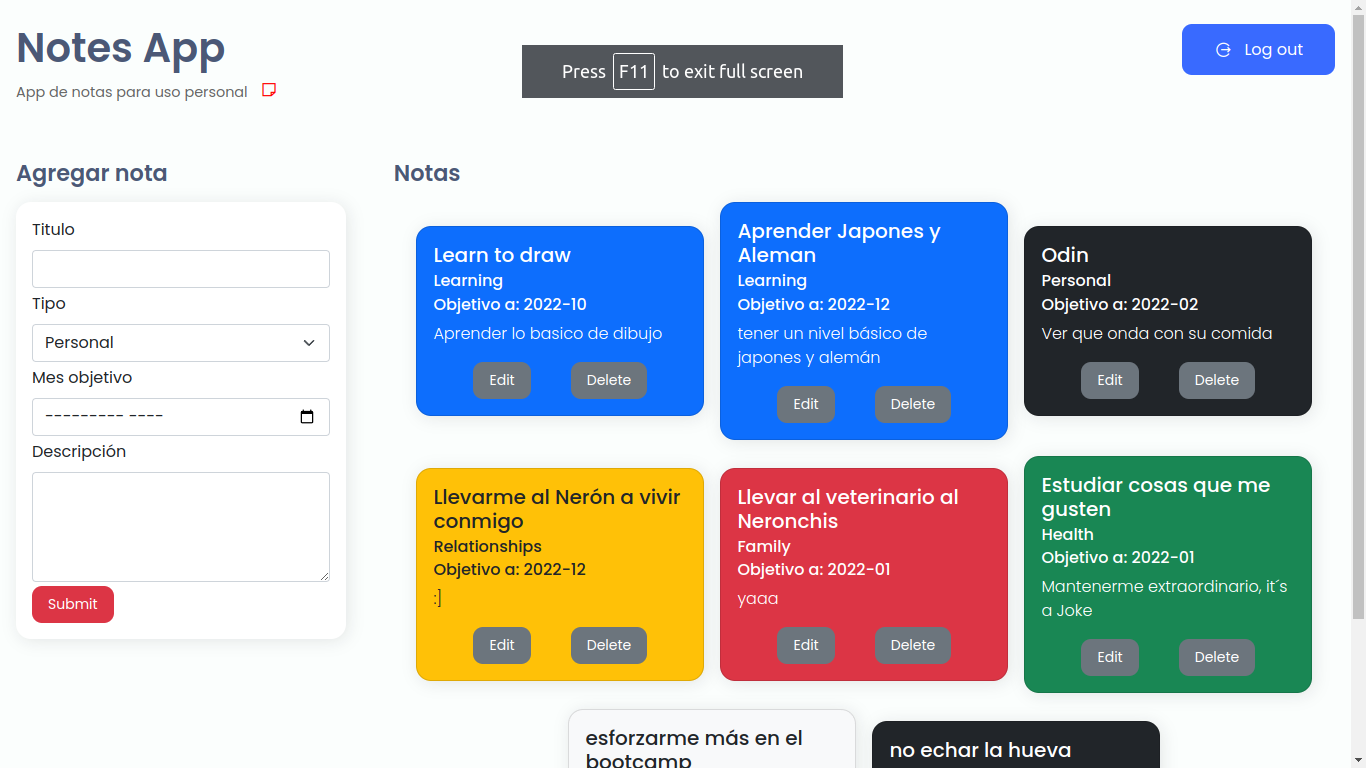 Notes App
App de notas para uso personal
Press F11 to exit full screen
Log out
Agregar nota
Titulo
Tipo
Personal
Mes objetivo
--------- ----
Descripción
Submit
Notas
Learn to draw
Learning
Objetivo a: 2022-10
Aprender lo basico de dibujo
Edit Delete
Aprender Japones y
Aleman
Learning
Objetivo a: 2022-12
tener un nivel básico de
japones y alemán
Edit Delete
Odin
Personal
Objetivo a: 2022-02
Ver que onda con su comida
Edit Delete
Llevarme al Nerón a vivir
conmigo
Relationships
Objetivo a: 2022-12
:]
Edit Delete
Llevar al veterinario al
Neronchis
Family
Objetivo a: 2022-01
yaaa
Edit Delete
Estudiar cosas que me
gusten
Health
Objetivo a: 2022-01
Mantenerme extraordinario, it´s
a Joke
Edit Delete
esforzarme más en el
bootcamp
no echar la hueva